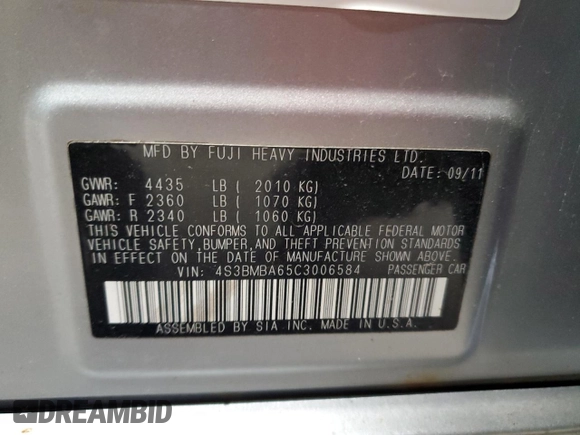 MFD BY FUJI HEAVY INDUSTRIES LTD.
DATE: 09/11
GVWR: 4435 LB ( 2010 KG)
GAWR: F 2360 LB ( 1070 KG)
GAWR: R 2340 LB ( 1060 KG)
THIS VEHICLE CONFORMS TO ALL APPLICABLE FEDERAL MOTOR
VEHICLE SAFETY, BUMPER, AND THEFT PREVENTION STANDARDS
IN EFFECT ON THE DATE OF MANUFACTURE SHOWN ABOVE.
VIN: 4S3BMBA65C3006584 PASSENGER CAR
ASSEMBLED BY SIA INC. MADE IN U.S.A.
DREAMBID